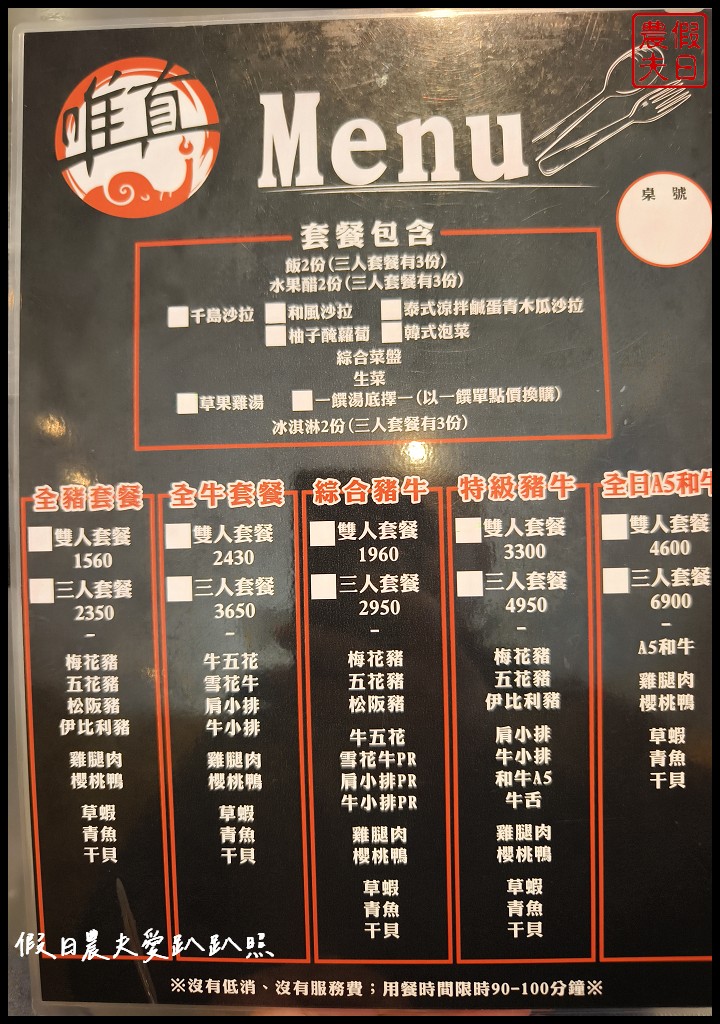 農夫
假日
唯真
Menu
桌 號
套餐包含
飯2份(三人套餐有3份)
水果醋2份(三人套餐有3份)
千島沙拉 和風沙拉 泰式涼拌鹹蛋青木瓜沙拉
柚子醃蘿蔔 韓式泡菜
綜合菜盤
生菜
草果雞湯 一饌湯底擇一(以一饌單點價換購)
冰淇淋2份(三人套餐有3份)
全豬套餐
雙人套餐
1560
三人套餐
2350
–
梅花豬
五花豬
松阪豬
伊比利豬
雞腿肉
櫻桃鴨
草蝦
青魚
干貝
全牛套餐
雙人套餐
2430
三人套餐
3650
–
牛五花
雪花牛
肩小排
牛小排
雞腿肉
櫻桃鴨
草蝦
青魚
干貝
綜合豬牛
雙人套餐
1960
三人套餐
2950
–
梅花豬
五花豬
松阪豬
牛五花
雪花牛PR
肩小排PR
牛小排PR
雞腿肉
櫻桃鴨
草蝦
青魚
干貝
特級豬牛
雙人套餐
3300
三人套餐
4950
–
梅花豬
五花豬
伊比利豬
肩小排
牛小排
和牛A5
牛舌
雞腿肉
櫻桃鴨
草蝦
青魚
干貝
全日A5和牛
雙人套餐
4600
三人套餐
6900
–
A5和牛
雞腿肉
櫻桃鴨
草蝦
青魚
干貝
假日農夫愛趴趴照
※沒有低消、沒有服務費；用餐時間限時90-100分鐘※